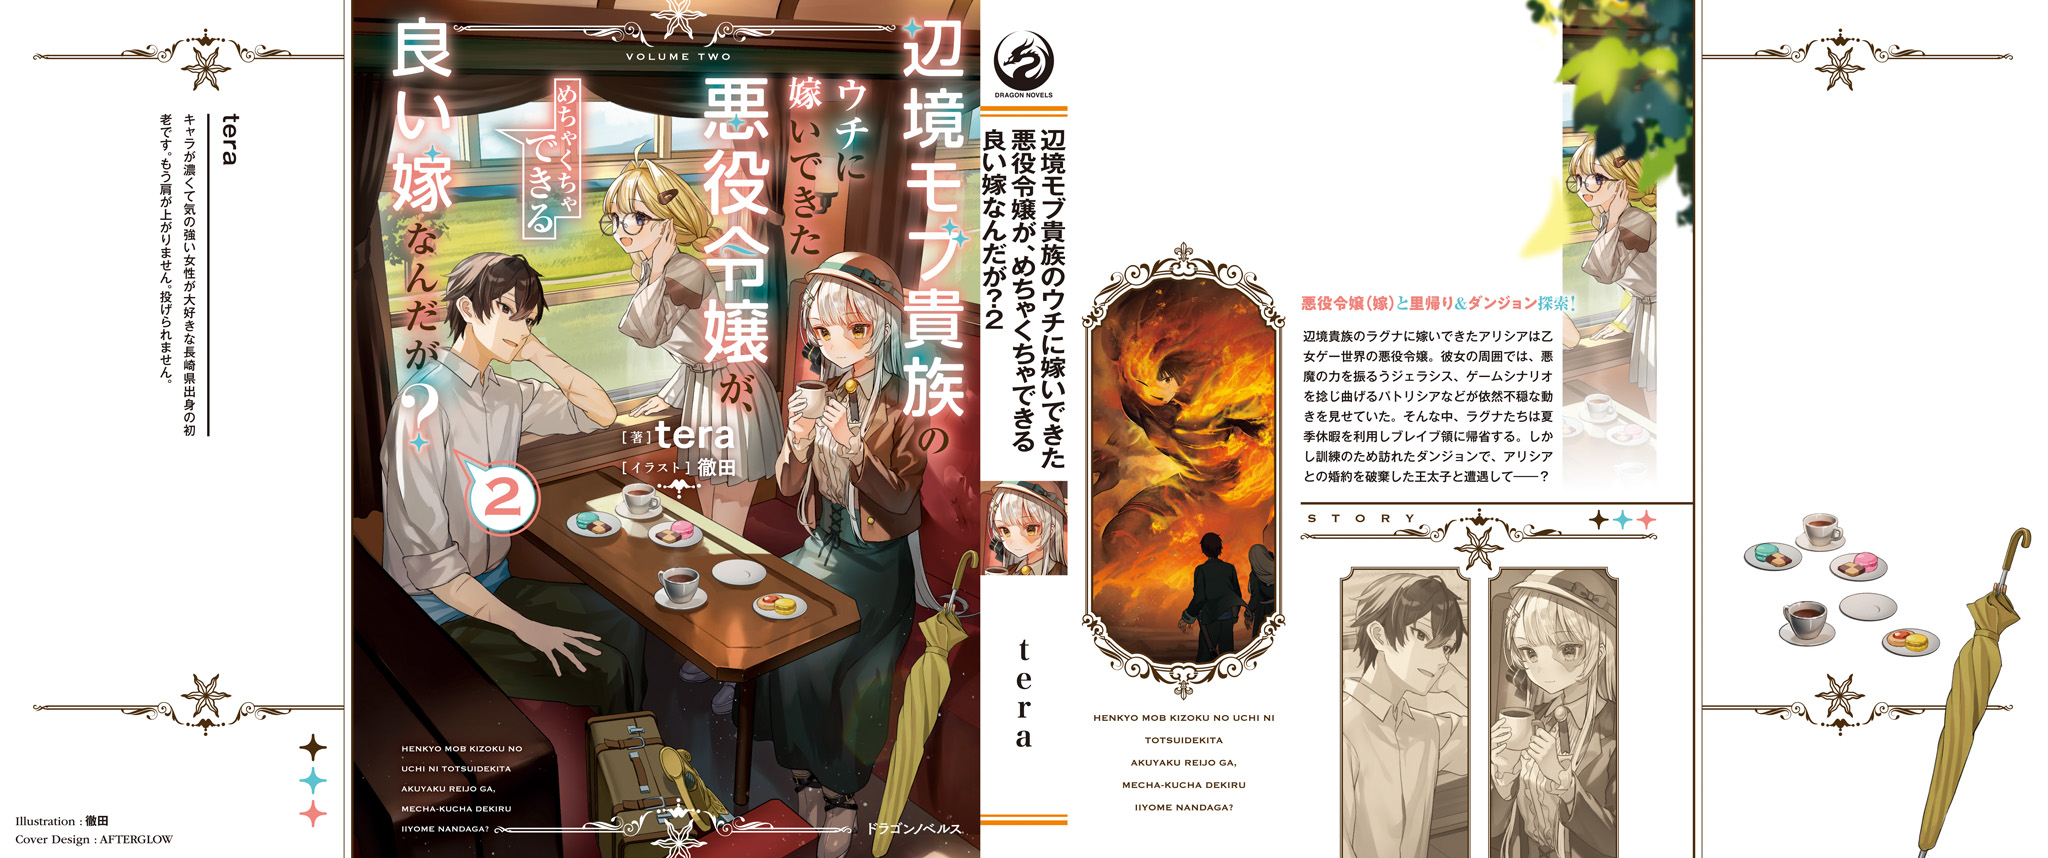 tera
キャラが濃くて気の強い女性が大好きな長崎県出身の初
老です。もう肩が上がりません。投げられません。
Illustration : 徹田
Cover Design : AFTERGLOW
VOLUME TWO
辺境モブ貴族の
ウチに
嫁いできた
悪役令嬢が、
めちゃくちゃ
できる
良い嫁なんだが?
2
[著]tera
[イラスト]徹田
HENKYO MOB KIZOKU NO
UCHI NI TOTSUIDEKITA
AKUYAKU REIJO GA,
MECHA-KUCHA DEKIRU
IIYOME NANDAGA?
ドラゴンノベルス
DRAGON NOVELS
辺境モブ貴族のウチに嫁いできた
悪役令嬢が、めちゃくちゃできる
良い嫁なんだが?2
tera
HENKYO MOB KIZOKU NO UCHI NI
TOTSUIDEKITA
AKUYAKU REIJO GA,
MECHA-KUCHA DEKIRU
IIYOME NANDAGA?
悪役令嬢(嫁)と里帰り&ダンジョン探索!
辺境貴族のラグナに嫁いできたアリシアは乙
女ゲー世界の悪役令嬢。彼女の周囲では、悪
魔の力を振るうジェラシス、ゲームシナリオ
を捻じ曲げるパトリシアなどが依然不穏な動
きを見せていた。そんな中、ラグナたちは夏
季休暇を利用しブレイブ領に帰省する。しか
し訓練のため訪れたダンジョンで、アリシア
との婚約を破棄した王太子と遭遇して――?
STORY